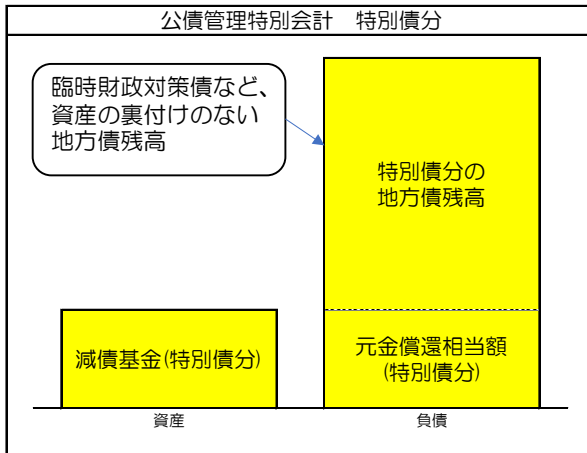 公債管理特別会計　特別債分
臨時財政対策債など、
資産の裏付けのない
地方債残高
特別債分の
地方債残高
減債基金(特別債分)
元金償還相当額
(特別債分)
資産
負債